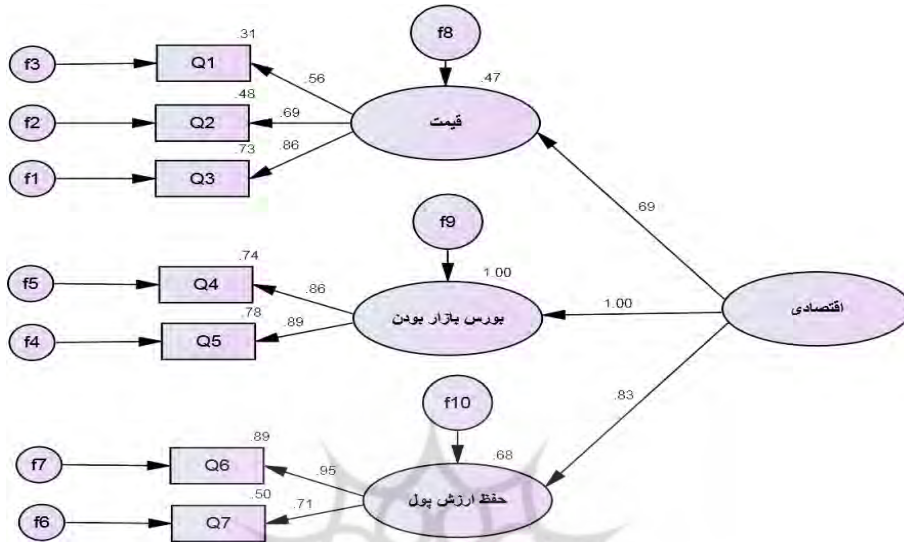 f8
.31
f3
Q1
.56
.47
.48
f2
Q2
.69
قیمت
.73
.86
f1
Q3
.69
f9
.74
1.00
f5
Q4
.86
1.00
بورس بازار بودن
اقتصادی
.78
.89
f4
Q5
.83
f10
.89
.68
f7
Q6
.95
حفظ ارزش پول
.50
.71
f6
Q7